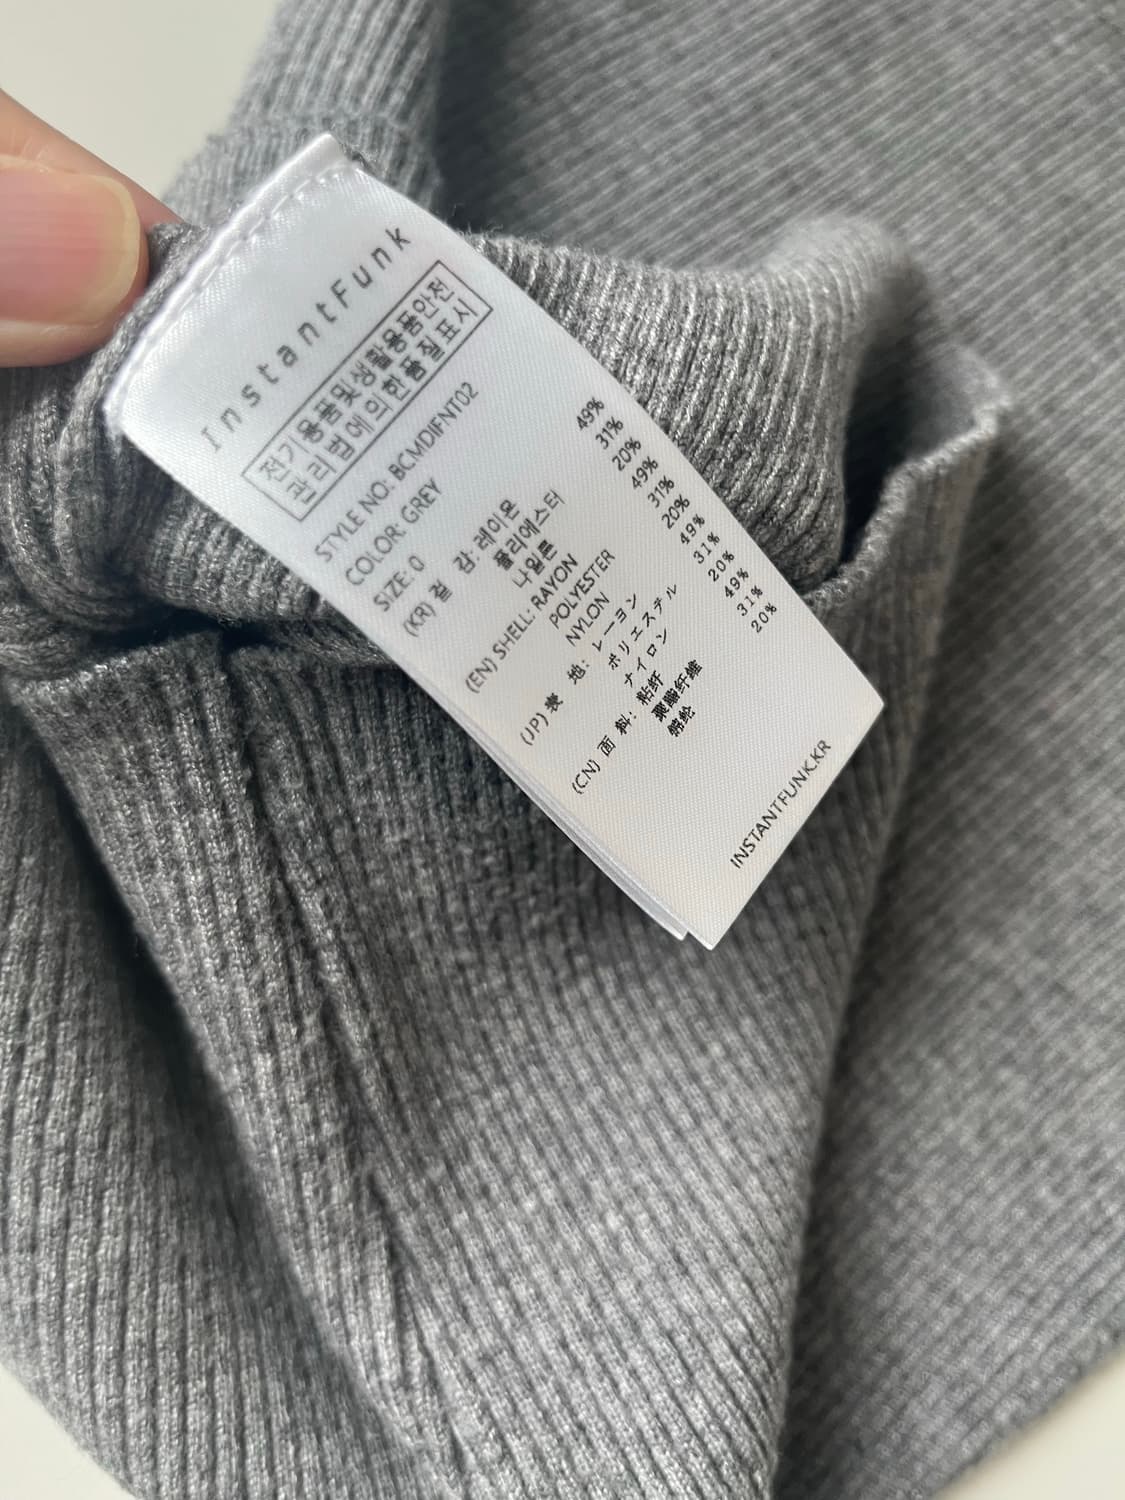 InstantFunk
전기용품및생활용품안전
관리법에의한품질표시
STYLE NO: BCMDIFNT02
COLOR: GREY
SIZE: 0
(KR) 겉 감: 레이온 49%
폴리에스터 31%
나일론 20%
(EN) SHELL: RAYON 49%
POLYESTER 31%
NYLON 20%
(JP) 表 地: レーヨン 49%
ポリエステル 31%
ナイロン 20%
(CN) 面 料: 粘纤 49%
聚酯纤维 31%
锦纶 20%
INSTANTFUNK.KR